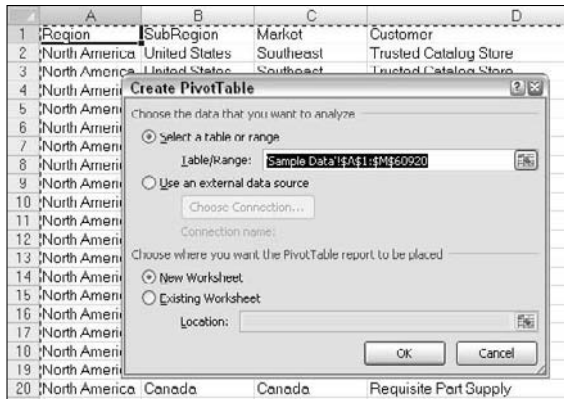 A B C D
1 Region SubRegion Market Customer
2 North America United States Southeast Trusted Catalog Store
3 North America United States Southeast Trusted Catalog Store
4 North Ameri
Create PivotTable
5 North Ameri
Choose the data that you want to analyze
6 North Ameri
Select a table or range
7 North Ameri
8 North Ameri
Table/Range: 'Sample Data'!$A$1:$M$60920
9 North Ameri
Use an external data source
10 North Ameri
Choose Connection...
11 North Ameri
12 North Ameri
Connection name:
13 North Ameri
Choose where you want the PivotTable report to be placed
14 North Ameri
New Worksheet
15 North Ameri
Existing Worksheet
16 North Ameri
Location:
17 North Ameri
18 North Ameri
OK Cancel
19 North Ameri
20 North America Canada Canada Requisite Part Supply